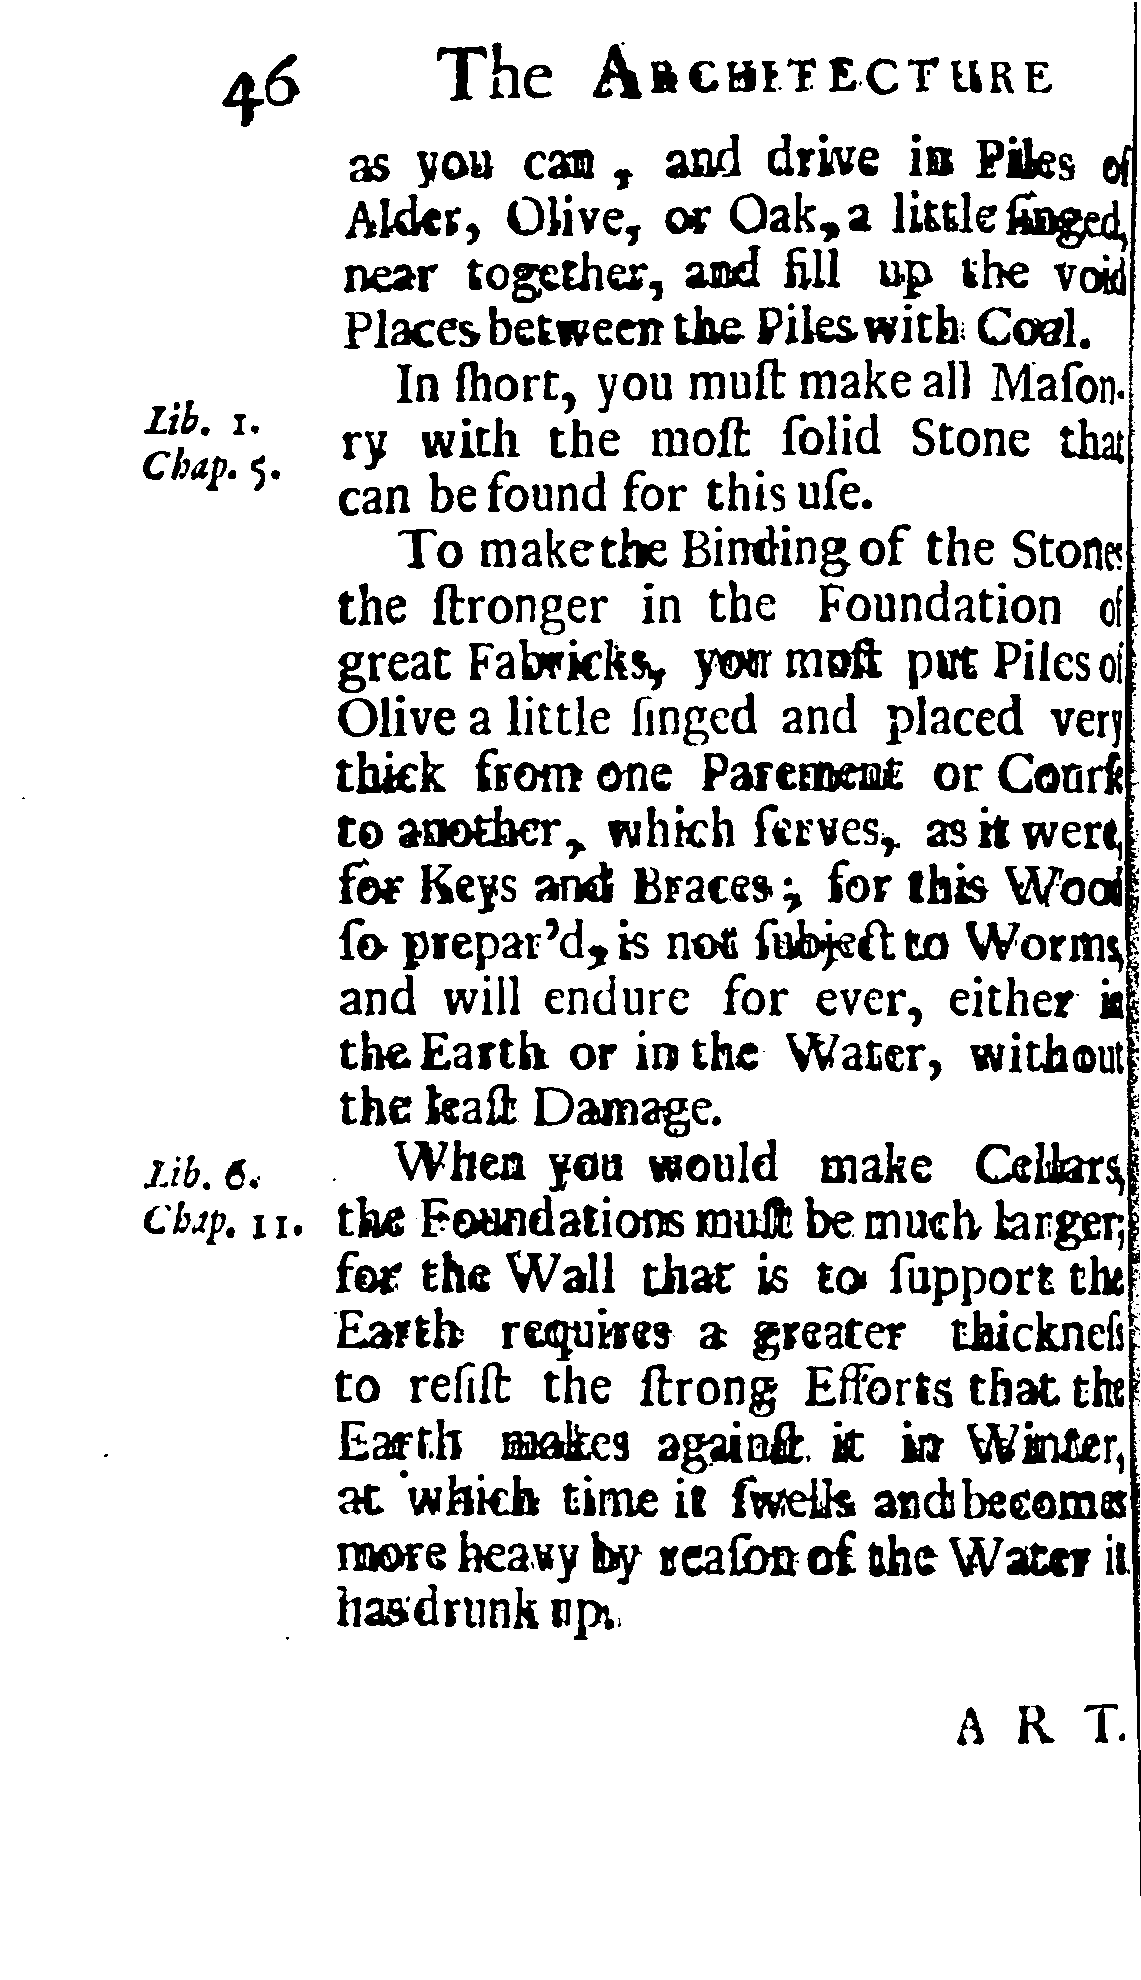 46 The ARCHITECTURE
as you can, and drive in Piles of
Alder, Olive, or Oak, a little ſinged,
near together, and fill up the void
Places between the Piles with Coal.
In ſhort, you muſt make all Maſon-
Lib. 1.
Chap. 5.
ry with the moſt ſolid Stone that
can be found for this uſe.
To make the Binding of the Stones
the ſtronger in the Foundation of
great Fabricks, you moſt put Piles of
Olive a little ſinged and placed very
thick from one Parement or Courſe
to another, which ſerves, as it were,
for Keys and Braces; for this Wood
ſo prepar'd, is not ſubject to Worms,
and will endure for ever, either in
the Earth or in the Water, without
the leaſt Damage.
When you would make Cellars,
Lib. 6.
Chap. 11.
the Foundations muſt be much larger;
for the Wall that is to ſupport the
Earth requires a greater thickneſs
to reſiſt the ſtrong Efforts that the
Earth makes againſt it in Winter,
at which time it ſwells and becomes
more heavy by reaſon of the Water it
has drunk up.
ART.